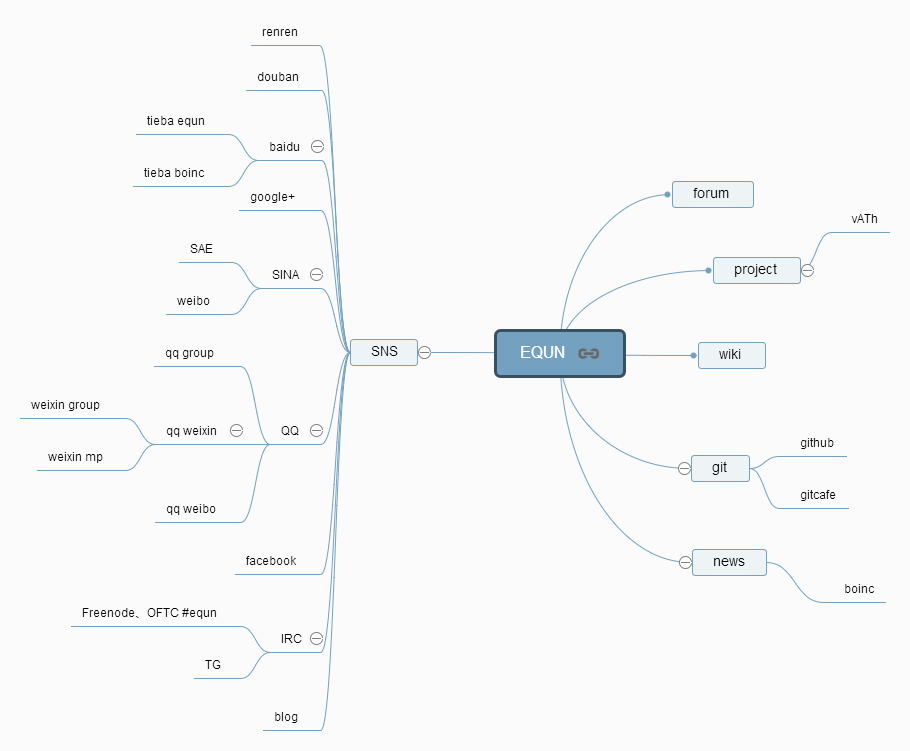 renren
douban
tieba equn
baidu
tieba boinc
google+
SAE
SINA
weibo
qq group
weixin group
qq weixin
QQ
weixin mp
qq weibo
facebook
Freenode、OFTC #equn
IRC
TG
blog
SNS
EQUN
forum
vATh
project
wiki
github
git
gitcafe
news
boinc